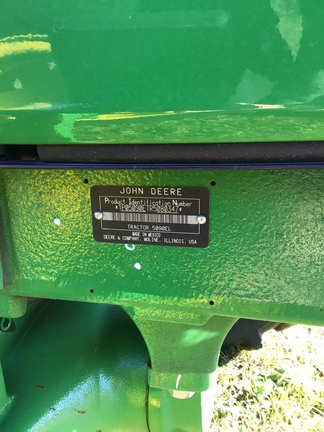 JOHN DEERE
Product Identification Number
TRACTOR 5090EL
MADE IN MEXICO
DEERE & COMPANY, MOLINE, ILLINOIS, USA